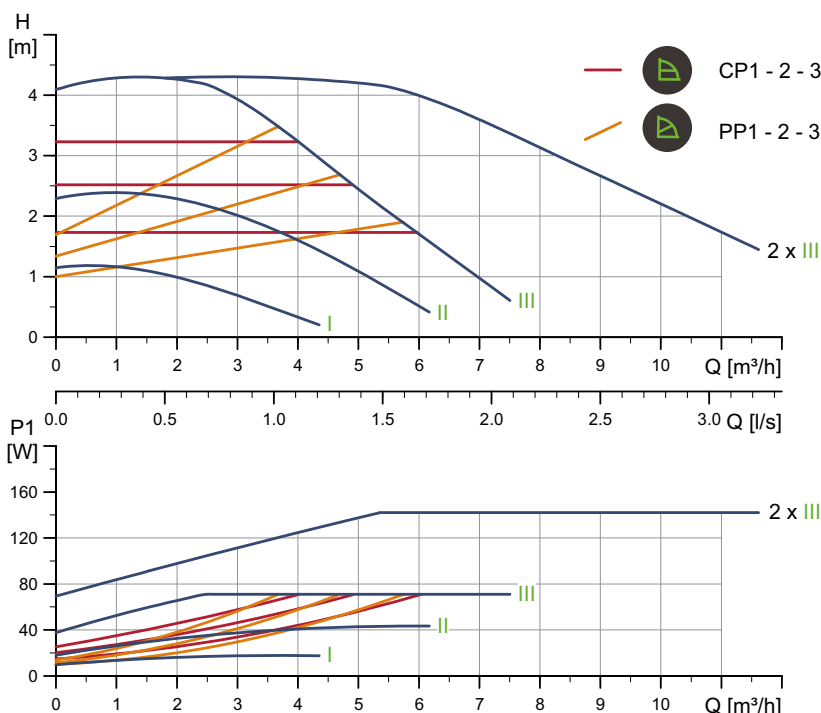 H
[m]
CP1 - 2 - 3
4
PP1 - 2 - 3
3
2
2 x III
1
III
II
I
0
0 1 2 3 4 5 6 7 8 9 10 Q [m³/h]
0.0 0.5 1.0 1.5 2.0 2.5 3.0 Q [l/s]
P1
[W]
160
2 x III
120
80
III
40
II
I
0
0 1 2 3 4 5 6 7 8 9 10 Q [m³/h]